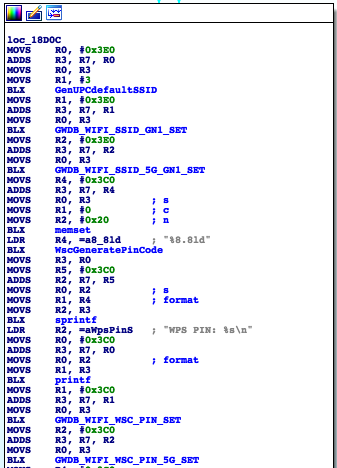 loc_18D0C
MOVS R0, #0x3E0
ADDS R3, R7, R0
MOVS R0, R3
MOVS R1, #3
BLX GenUPCdefaultSSID
MOVS R1, #0x3E0
ADDS R3, R7, R1
MOVS R0, R3
BLX GWDB_WIFI_SSID_GN1_SET
MOVS R2, #0x3E0
ADDS R3, R7, R2
MOVS R0, R3
BLX GWDB_WIFI_SSID_5G_GN1_SET
MOVS R4, #0x3C0
ADDS R3, R7, R4
MOVS R0, R3 ; s
MOVS R1, #0 ; c
MOVS R2, #0x20 ; n
BLX memset
LDR R4, =a8_8ld ; "%8.8ld"
BLX WscGeneratePinCode
MOVS R3, R0
MOVS R5, #0x3C0
ADDS R2, R7, R5
MOVS R0, R2 ; s
MOVS R1, R4 ; format
MOVS R2, R3
BLX sprintf
LDR R2, =aWpsPinS ; "WPS PIN: %s\n"
MOVS R0, #0x3C0
ADDS R3, R7, R0
MOVS R0, R2 ; format
MOVS R1, R3
BLX printf
MOVS R1, #0x3C0
ADDS R3, R7, R1
MOVS R0, R3
BLX GWDB_WIFI_WSC_PIN_SET
MOVS R2, #0x3C0
ADDS R3, R7, R2
MOVS R0, R3
BLX GWDB_WIFI_WSC_PIN_5G_SET